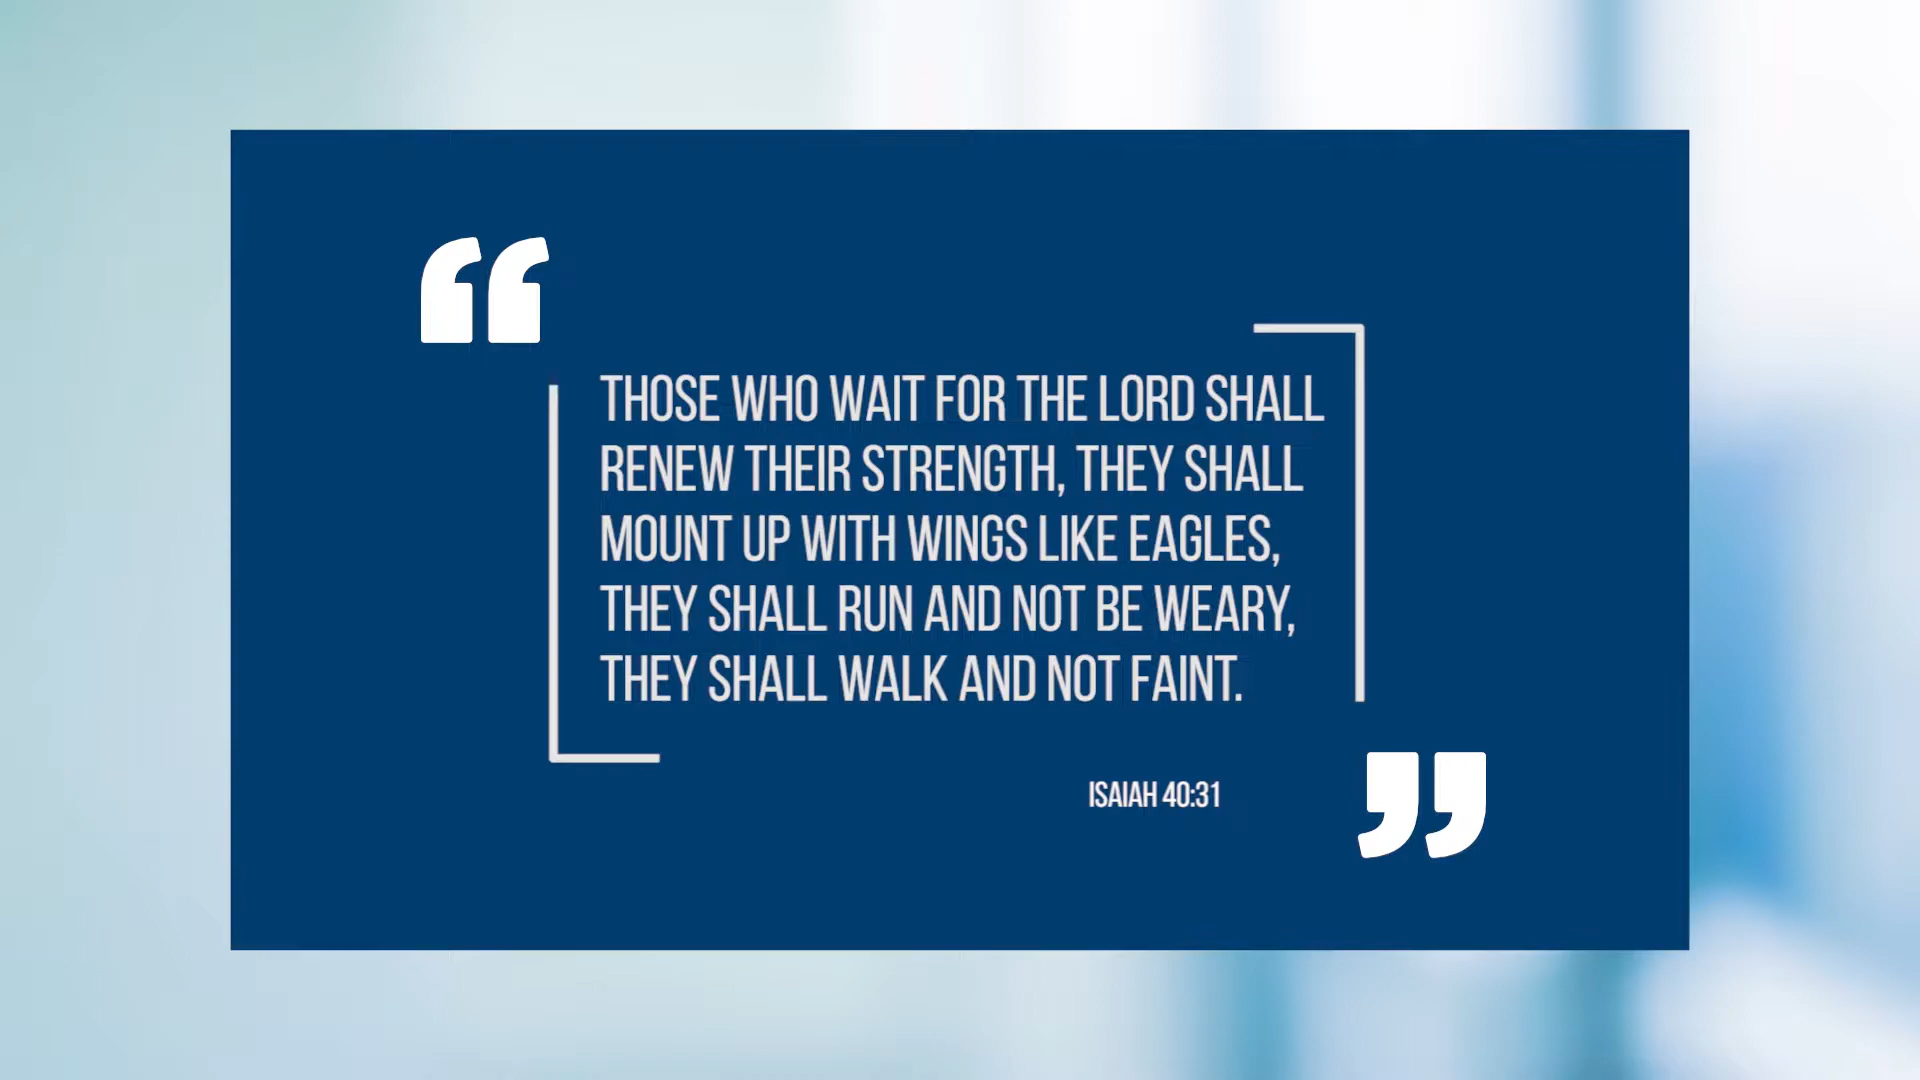 THOSE WHO WAIT FOR THE LORD SHALL
RENEW THEIR STRENGTH, THEY SHALL
MOUNT UP WITH WINGS LIKE EAGLES,
THEY SHALL RUN AND NOT BE WEARY,
THEY SHALL WALK AND NOT FAINT.
ISAIAH 40:31